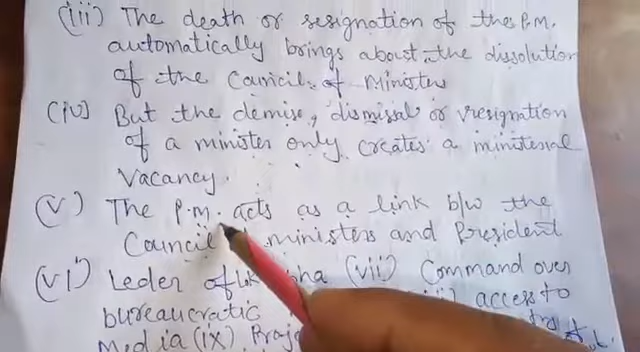 (iii) The death or resignation of the P.M.
automatically brings about the dissolution
of the Council of Ministers
(iv) But the demise, dismissal or resignation
of a minister only creates a ministerial
Vacancy.
(v) The P.M. acts as a link b/w the
Council ministers and President
(vi) Leder of (vii) Command over
bureaucratic access to
Media (ix)